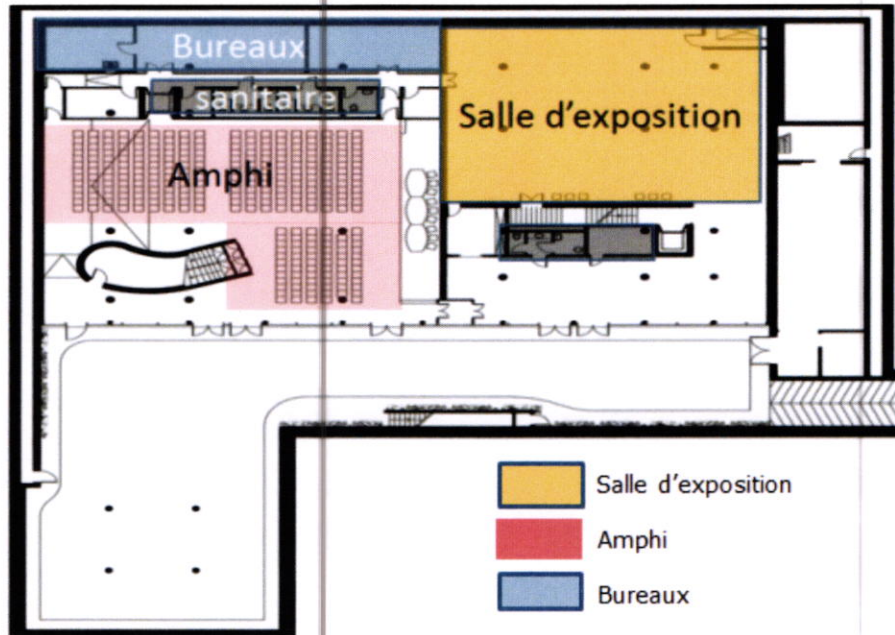 Bureaux
sanitaire
Salle d'exposition
Amphi
Salle d'exposition
Amphi
Bureaux